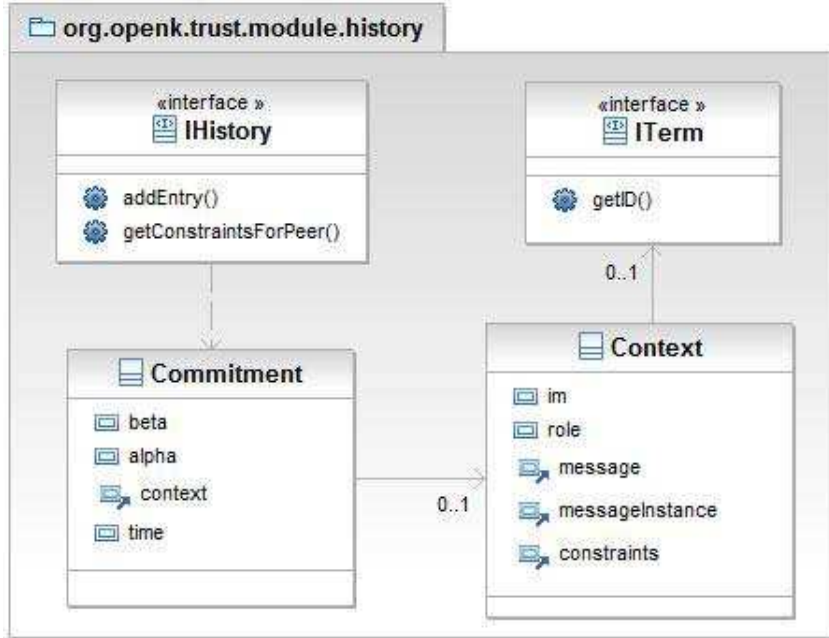 org.openk.trust.module.history
«interface »
IHistory
addEntry()
getConstraintsForPeer()
«interface »
ITerm
getID()
0..1
Commitment
beta
alpha
context
time
0..1
Context
im
role
message
messageInstance
constraints